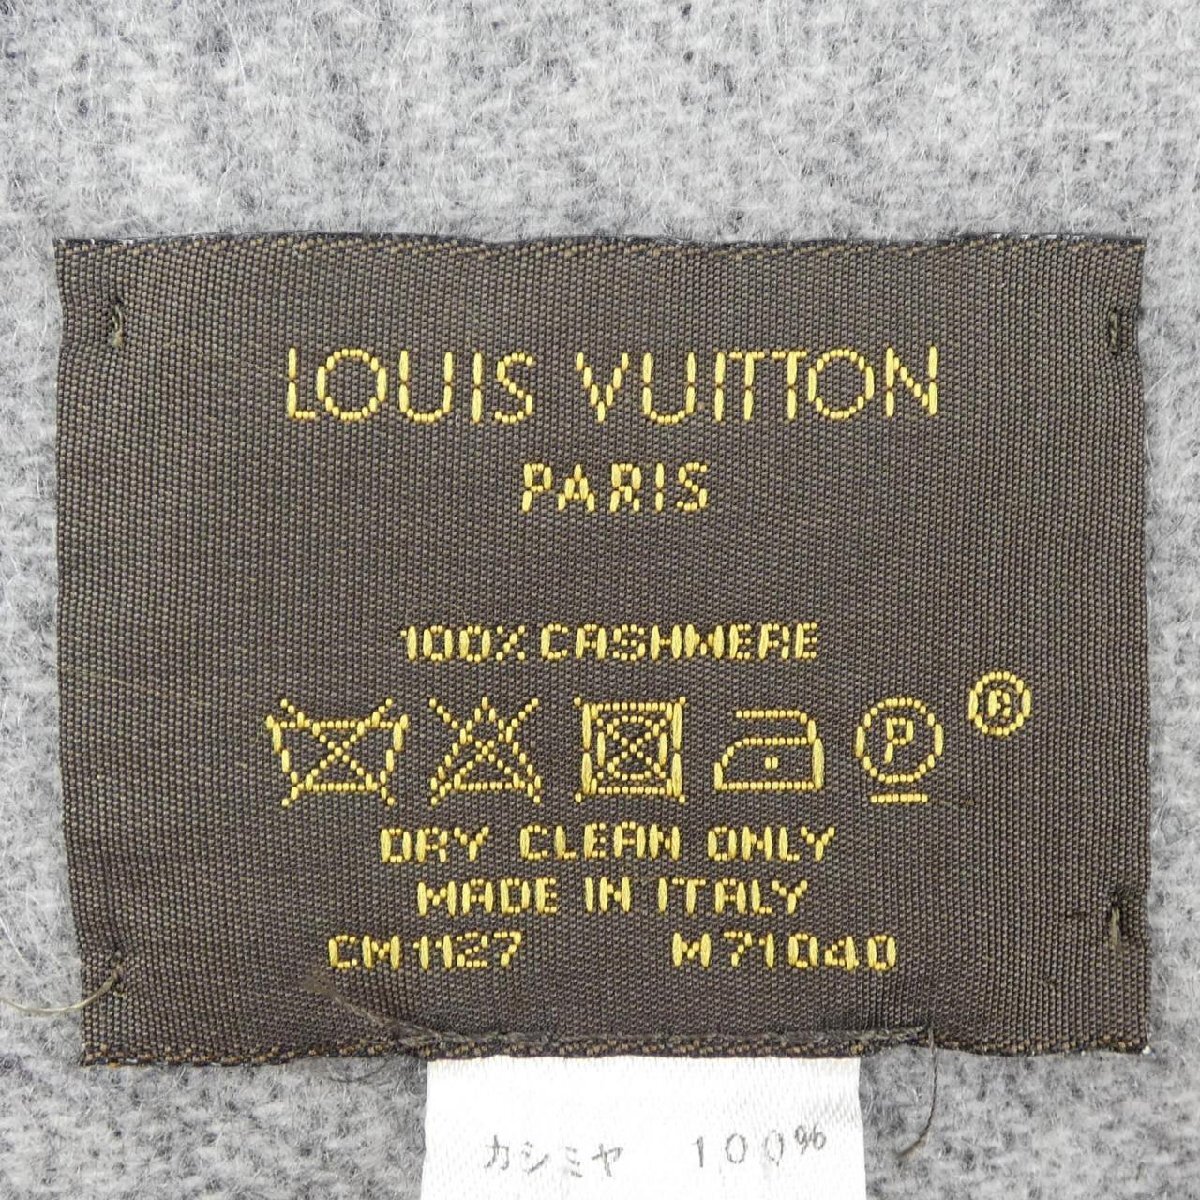 LOUIS VUITTON
PARIS
100% CASHMERE
P ®
DRY CLEAN ONLY
MADE IN ITALY
CM1127 M71040
カシミヤ 100%